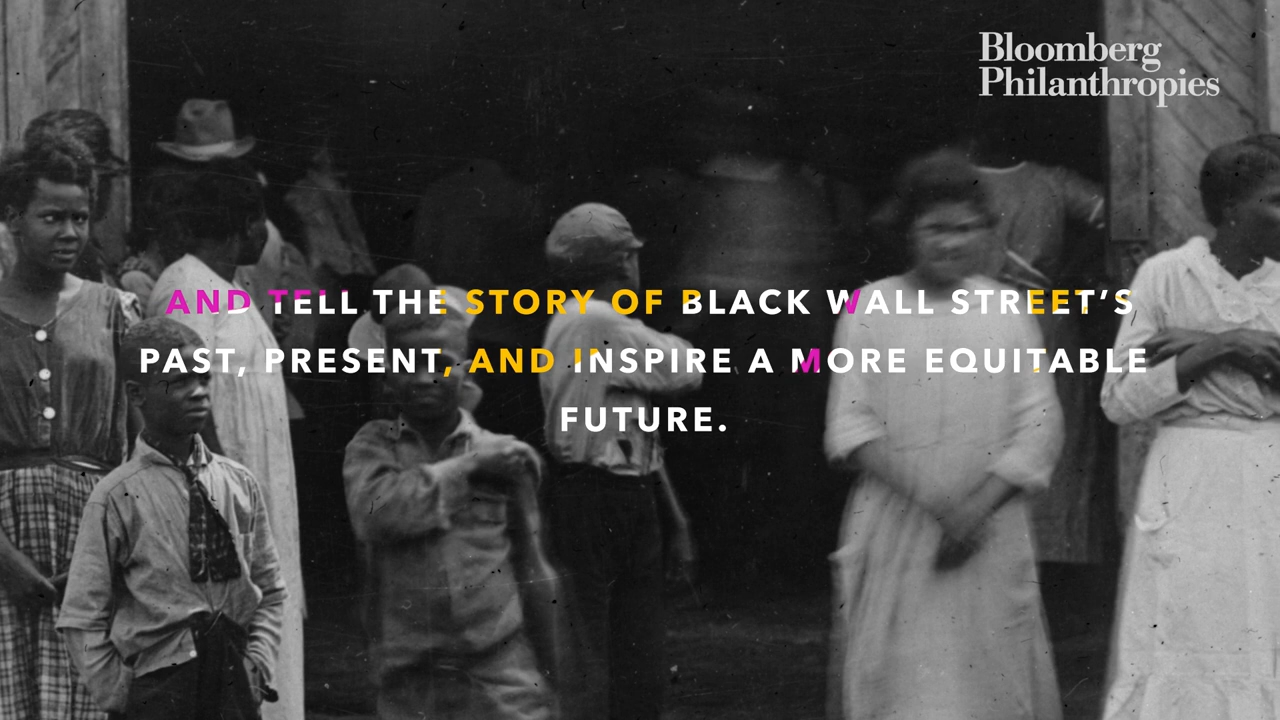 Bloomberg
Philanthropies
AND TELL THE STORY OF BLACK WALL STREET’S
PAST, PRESENT, AND INSPIRE A MORE EQUITABLE
FUTURE.